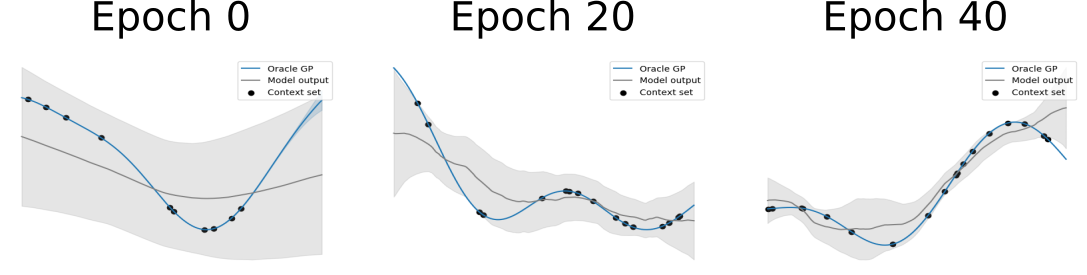 Epoch 0
Oracle GP
Model output
Context set
Epoch 20
Oracle GP
Model output
Context set
Epoch 40
Oracle GP
Model output
Context set